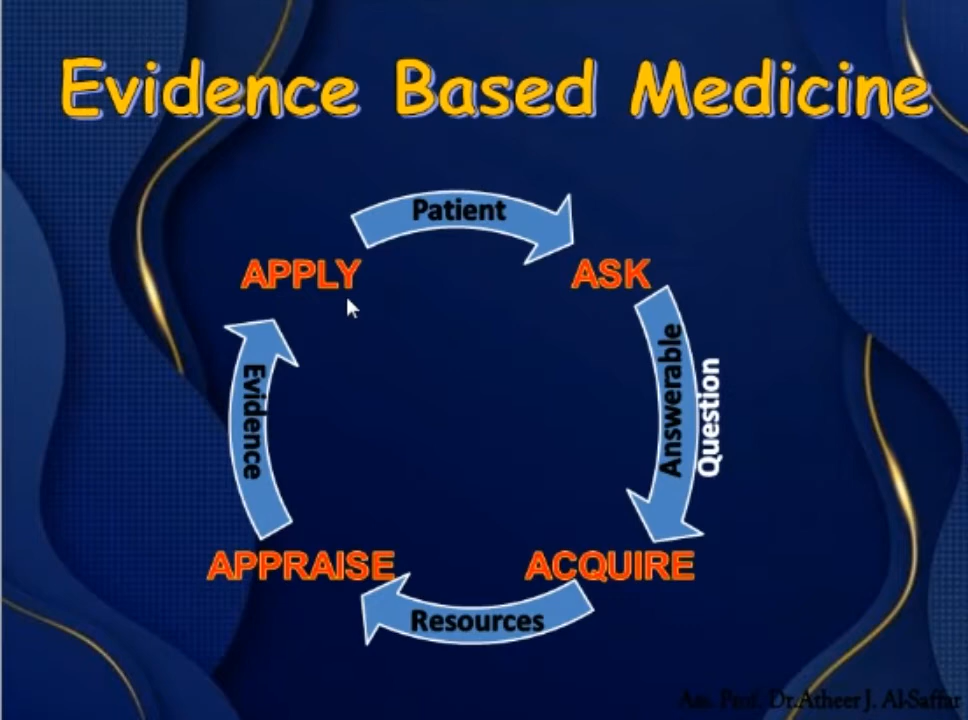 Evidence Based Medicine
Patient
APPLY
ASK
Answerable
Question
Evidence
APPRAISE
ACQUIRE
Resources
Ass. Prof. Dr.Atheer J. Al-Saffar